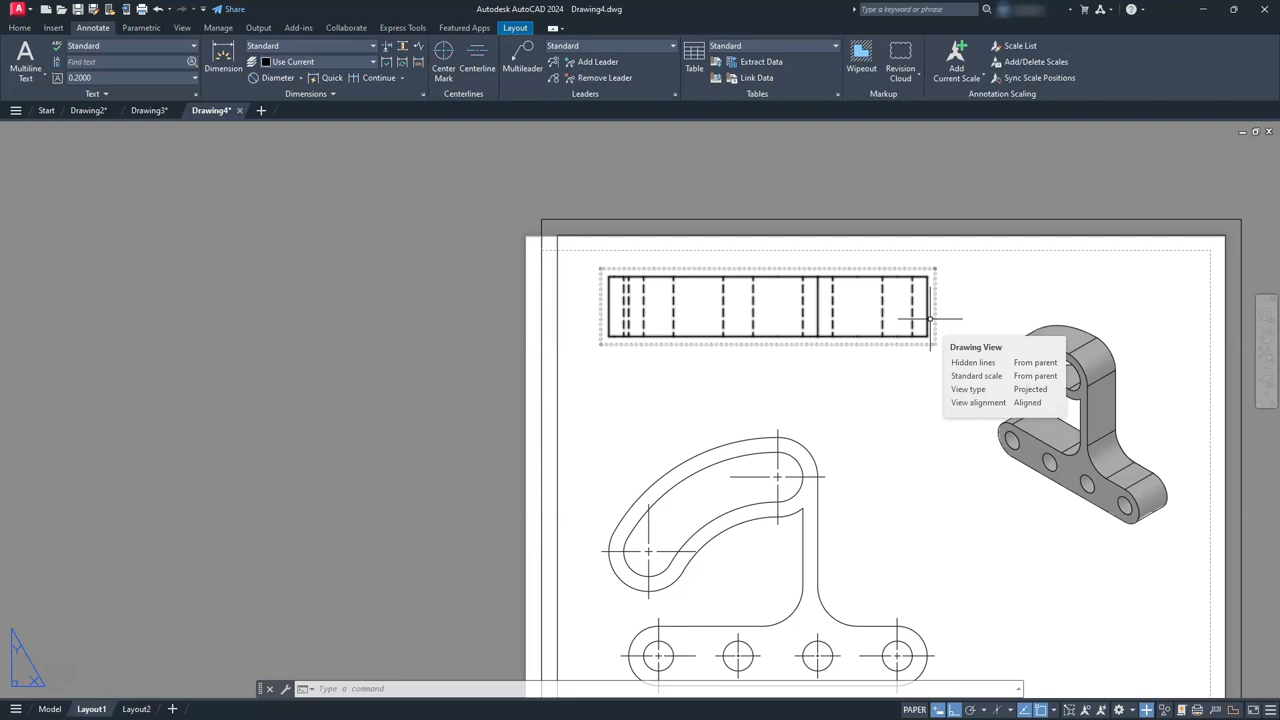 A Share Autodesk AutoCAD 2024 Drawing4.dwg Type a keyword or phrase
Home Insert Annotate Parametric View Manage Output Add-ins Collaborate Express Tools Featured Apps Layout
Multiline Text
Standard
Find text
0.2000
Text
Dimension
Standard
Use Current
Diameter Quick Continue
Dimensions
Center Mark
Centerline
Centerlines
Multileader
Standard
Add Leader
Remove Leader
Leaders
Table
Standard
Extract Data
Link Data
Tables
Wipeout
Revision Cloud
Markup
Add Current Scale
Scale List
Add/Delete Scales
Sync Scale Positions
Annotation Scaling
Start Drawing2* Drawing3* Drawing4*
Drawing View
Hidden lines From parent
Standard scale From parent
View type Projected
View alignment Aligned
Y
X
Type a command
Model Layout1 Layout2 PAPER